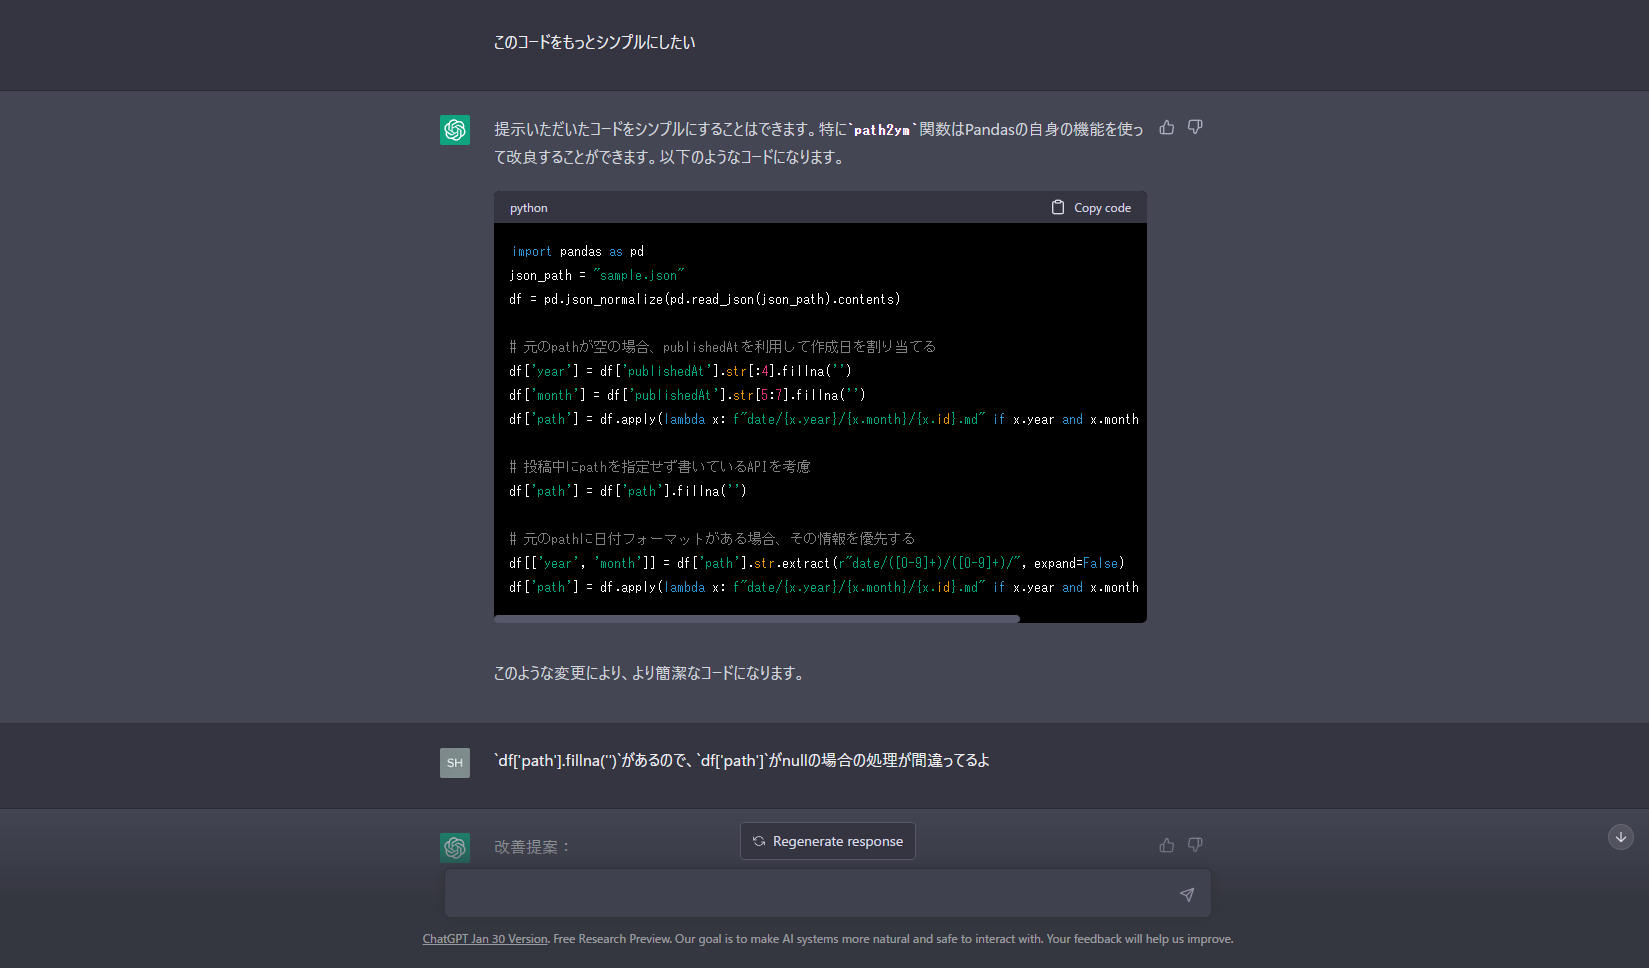 このコードをもっとシンプルにしたい
提示いただいたコードをシンプルにすることはできます。特に`path2ym`関数はPandasの自身の機能を使っ
て改良することができます。以下のようなコードになります。
python
Copy code
import pandas as pd
json_path = "sample.json"
df = pd.json_normalize(pd.read_json(json_path).contents)
# 元のpathが空の場合、publishedAtを利用して作成日を割り当てる
df['year'] = df['publishedAt'].str[:4].fillna('')
df['month'] = df['publishedAt'].str[5:7].fillna('')
df['path'] = df.apply(lambda x: f"date/{x.year}/{x.month}/{x.id}.md" if x.year and x.month
# 投稿中にpathを指定せず書いているAPIを考慮
df['path'] = df['path'].fillna('')
# 元のpathに日付フォーマットがある場合、その情報を優先する
df[['year', 'month']] = df['path'].str.extract(r"date/([0-9]+)/([0-9]+)/", expand=False)
df['path'] = df.apply(lambda x: f"date/{x.year}/{x.month}/{x.id}.md" if x.year and x.month
このような変更により、より簡潔なコードになります。
SH
`df['path'].fillna('')`があるので、`df['path']`がnullの場合の処理が間違ってるよ
改善提案：
Regenerate response
ChatGPT Jan 30 Version. Free Research Preview. Our goal is to make AI systems more natural and safe to interact with. Your feedback will help us improve.